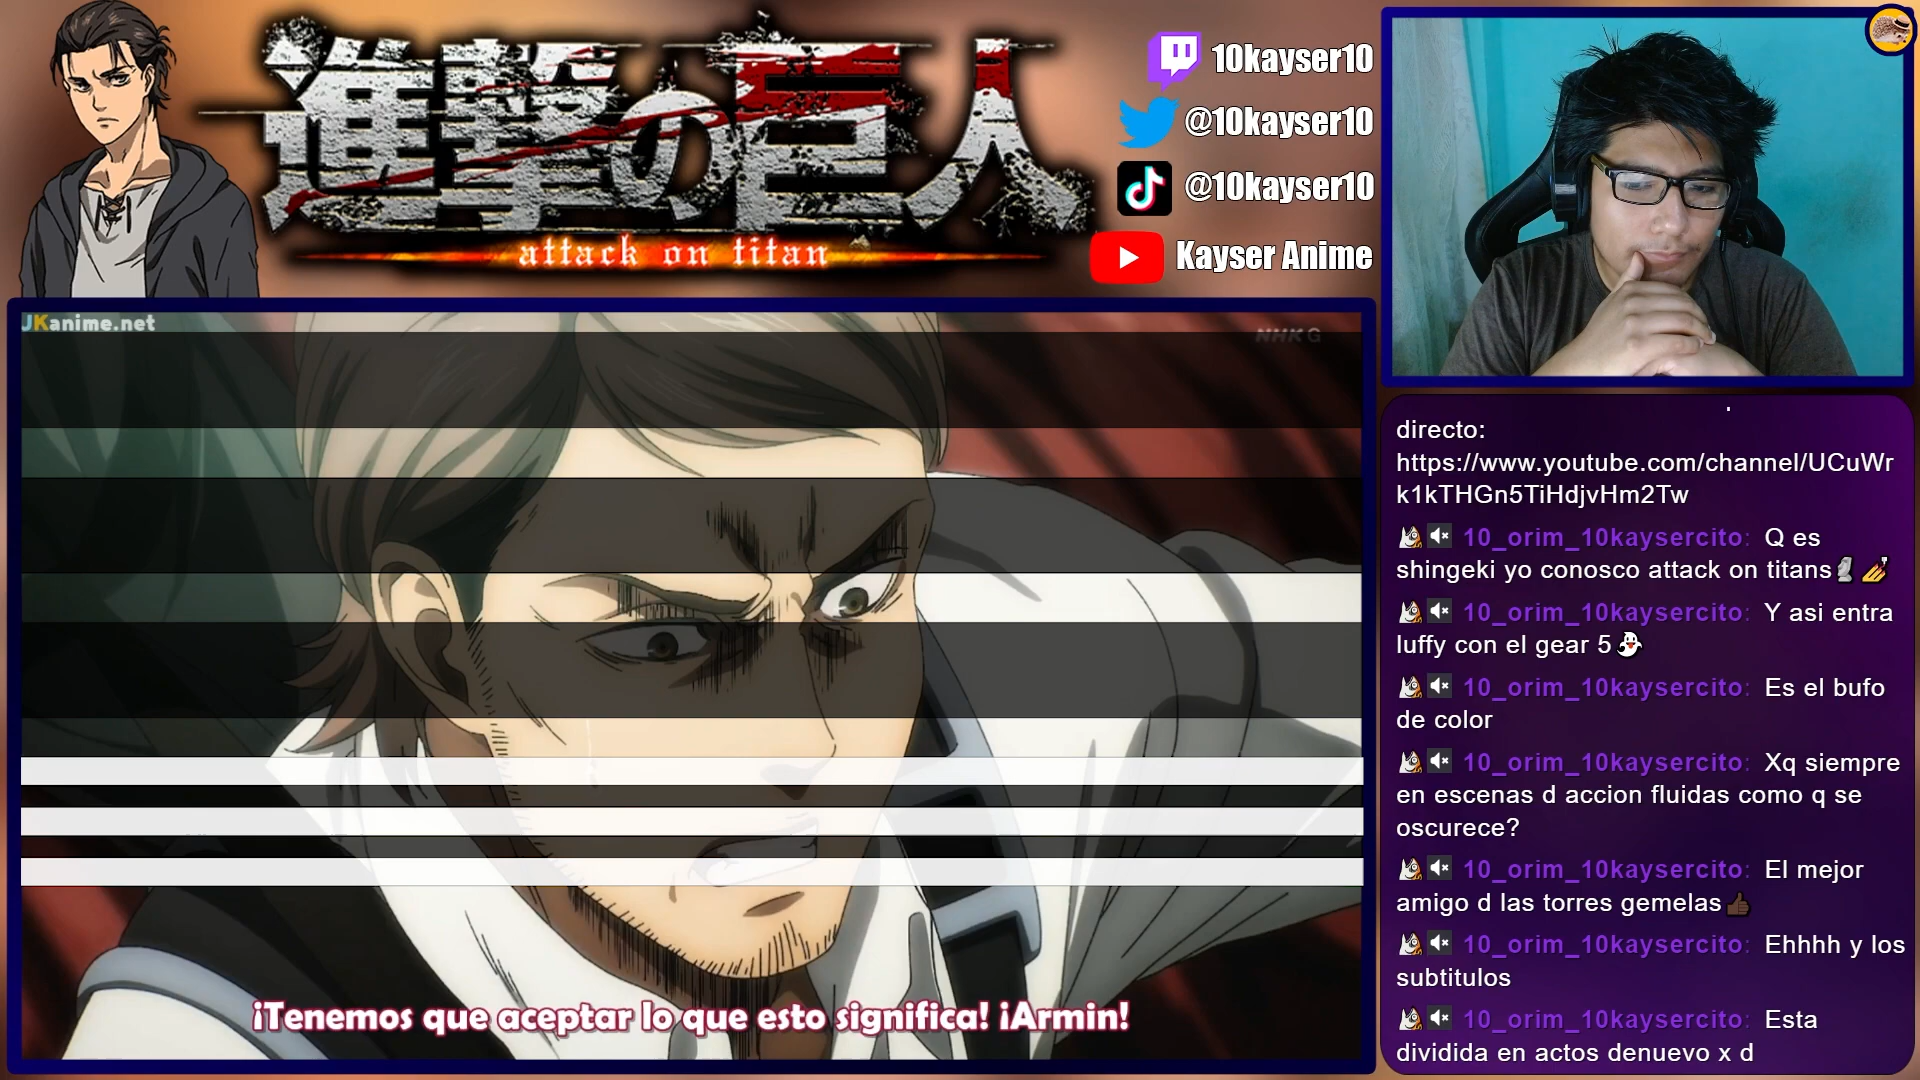 進撃の巨人
attack on titan
10kayser10
@10kayser10
@10kayser10
Kayser Anime
JKanime.net
NHK G
¡Tenemos que aceptar lo que esto significa! ¡Armin!
directo:
https://www.youtube.com/channel/UCuWr
k1kTHGn5TiHdjvHm2Tw
10_orim_10kaysercito: Q es
shingeki yo conosco attack on titans🗿💅
10_orim_10kaysercito: Y asi entra
luffy con el gear 5👻
10_orim_10kaysercito: Es el bufo
de color
10_orim_10kaysercito: Xq siempre
en escenas d accion fluidas como q se
oscurece?
10_orim_10kaysercito: El mejor
amigo d las torres gemelas👍🏿
10_orim_10kaysercito: Ehhhh y los
subtitulos
10_orim_10kaysercito: Esta
dividida en actos denuevo x d